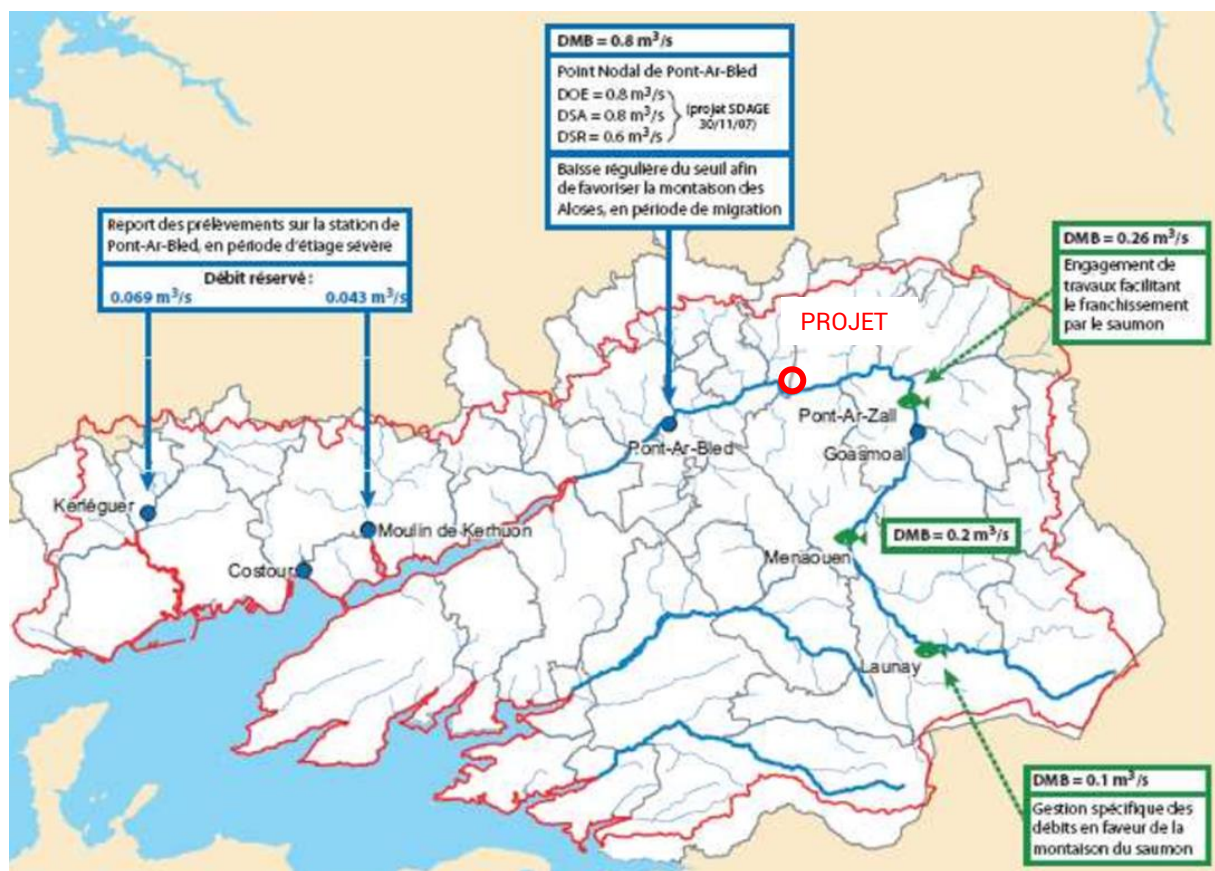 DMB = 0.8 m³/s
Point Nodal de Pont-Ar-Bled
DOE = 0.8 m³/s
DSA = 0.8 m³/s
DSR = 0.6 m³/s
(projet SDAGE
30/11/07)
Baisse régulière du seuil afin
de favoriser la montaison des
Aloses, en période de migration
Report des prélèvements sur la station de
Pont-Ar-Bled, en période d'étiage sévère
Débit réservé :
0.069 m³/s 0.043 m³/s
DMB = 0.26 m³/s
Engagement de
travaux facilitant
le franchissement
par le saumon
PROJET
Pont-Ar-Zall
Pont-Ar-Bled
Goasmoal
Kerléguer
Moulin de Kerhuon
DMB = 0.2 m³/s
Costour
Menaouen
Launay
DMB = 0.1 m³/s
Gestion spécifique des
débits en faveur de la
montaison du saumon